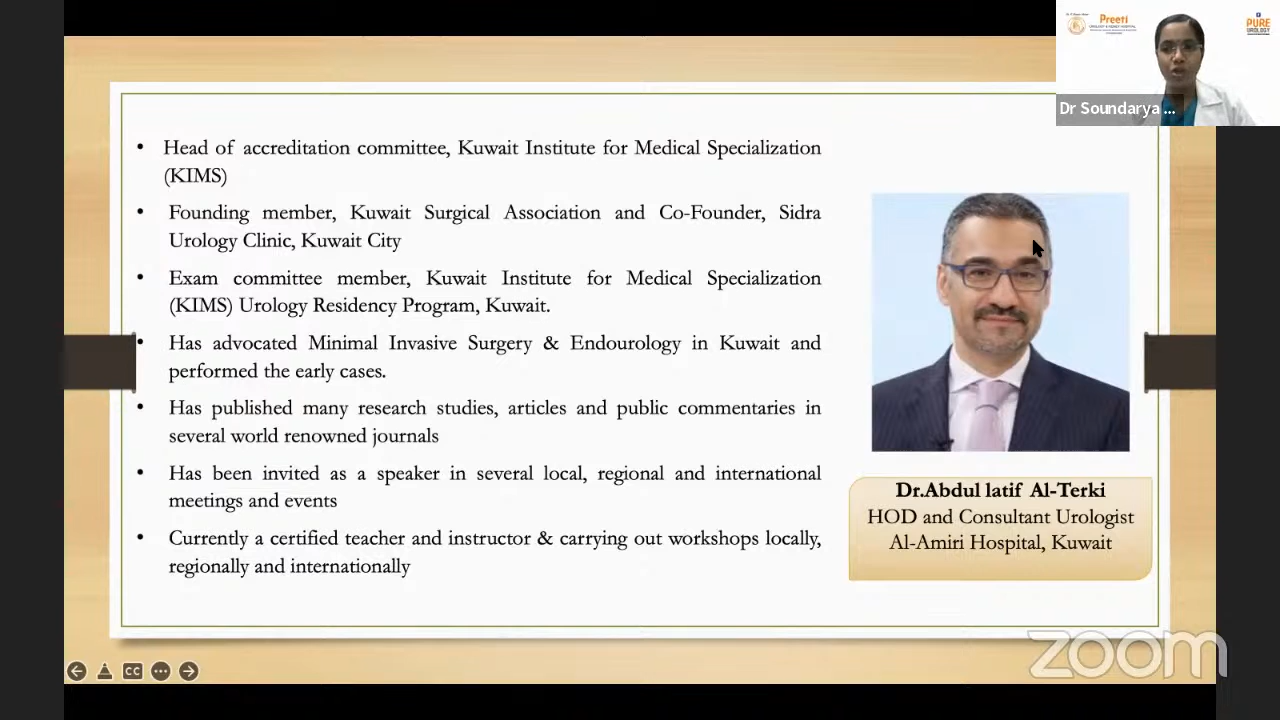 Preeti
UROLOGY & KIDNEY HOSPITAL
PURE
UROLOGY
Dr Soundarya ...
• Head of accreditation committee, Kuwait Institute for Medical Specialization
(KIMS)
• Founding member, Kuwait Surgical Association and Co-Founder, Sidra
Urology Clinic, Kuwait City
• Exam committee member, Kuwait Institute for Medical Specialization
(KIMS) Urology Residency Program, Kuwait.
• Has advocated Minimal Invasive Surgery & Endourology in Kuwait and
performed the early cases.
• Has published many research studies, articles and public commentaries in
several world renowned journals
• Has been invited as a speaker in several local, regional and international
meetings and events
• Currently a certified teacher and instructor & carrying out workshops locally,
regionally and internationally
Dr.Abdul latif Al-Terki
HOD and Consultant Urologist
Al-Amiri Hospital, Kuwait
CC
zoom